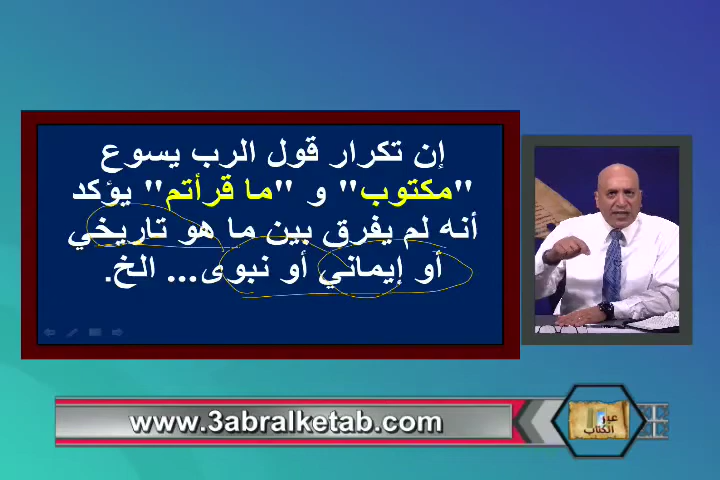 إن تكرار قول الرب يسوع
"مكتوب" و "ما قرأتم" يؤكد
أنه لم يفرق بين ما هو تاريخي
أو إيماني أو نبوى... الخ.
www.3abralketab.com
عبر
الكتاب